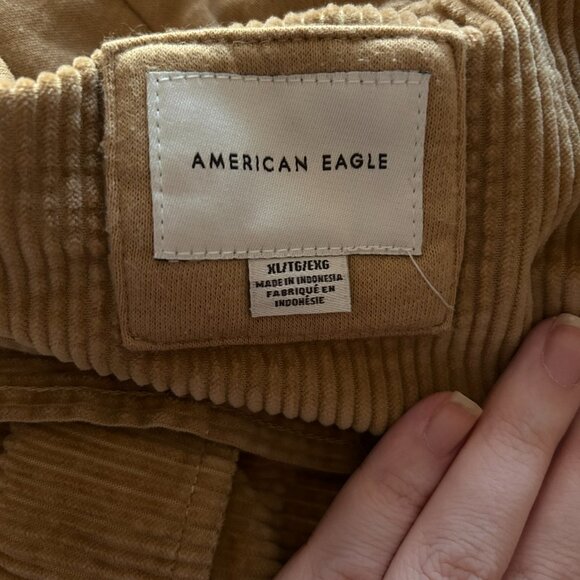 AMERICAN EAGLE
XL/TG/EXG
MADE IN INDONESIA
FABRIQUÉ EN
INDONÉSIE